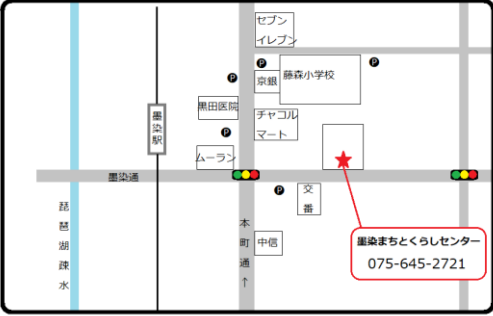 セブン
イレブン
P
P
京銀
藤森小学校
P
黒田医院
チャコル
マート
墨染駅
P
ムーラン
墨染通
P
交番
琵琶湖疎水
本町通↑
中信
墨染まちとくらしセンター
075-645-2721